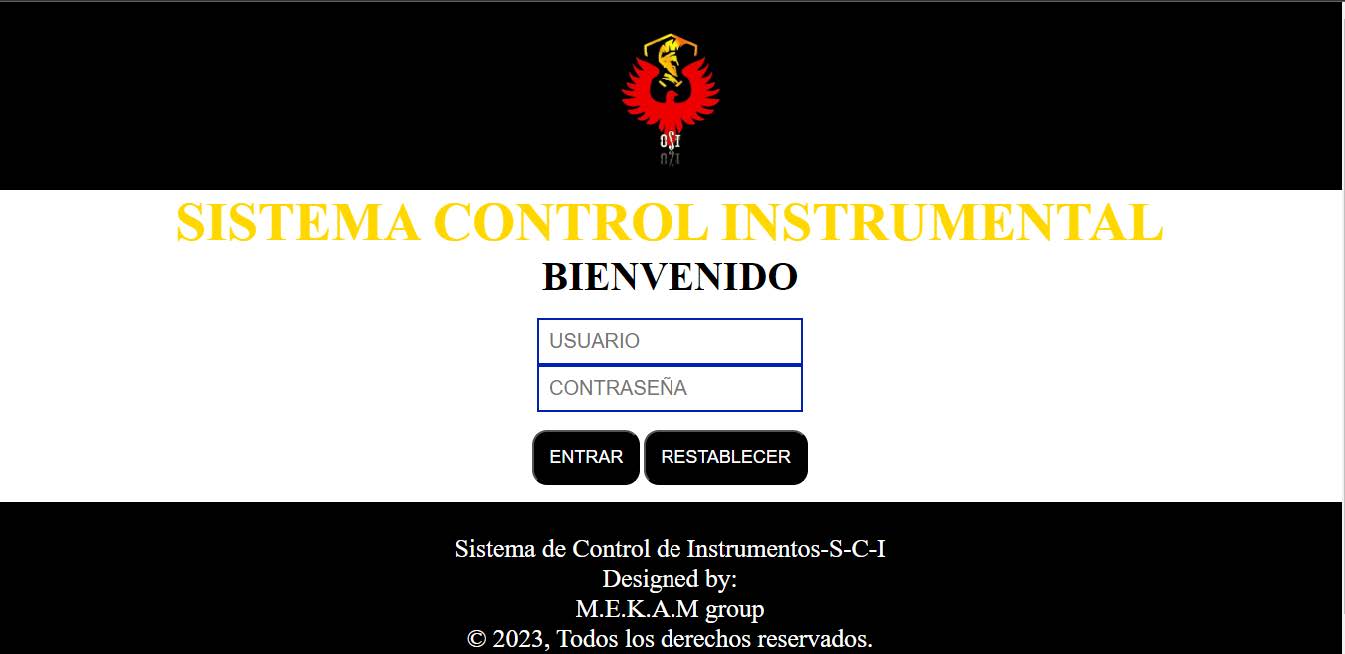 OSI
SISTEMA CONTROL INSTRUMENTAL
BIENVENIDO
USUARIO
CONTRASEÑA
ENTRAR RESTABLECER
Sistema de Control de Instrumentos-S-C-I
Designed by:
M.E.K.A.M group
© 2023, Todos los derechos reservados.